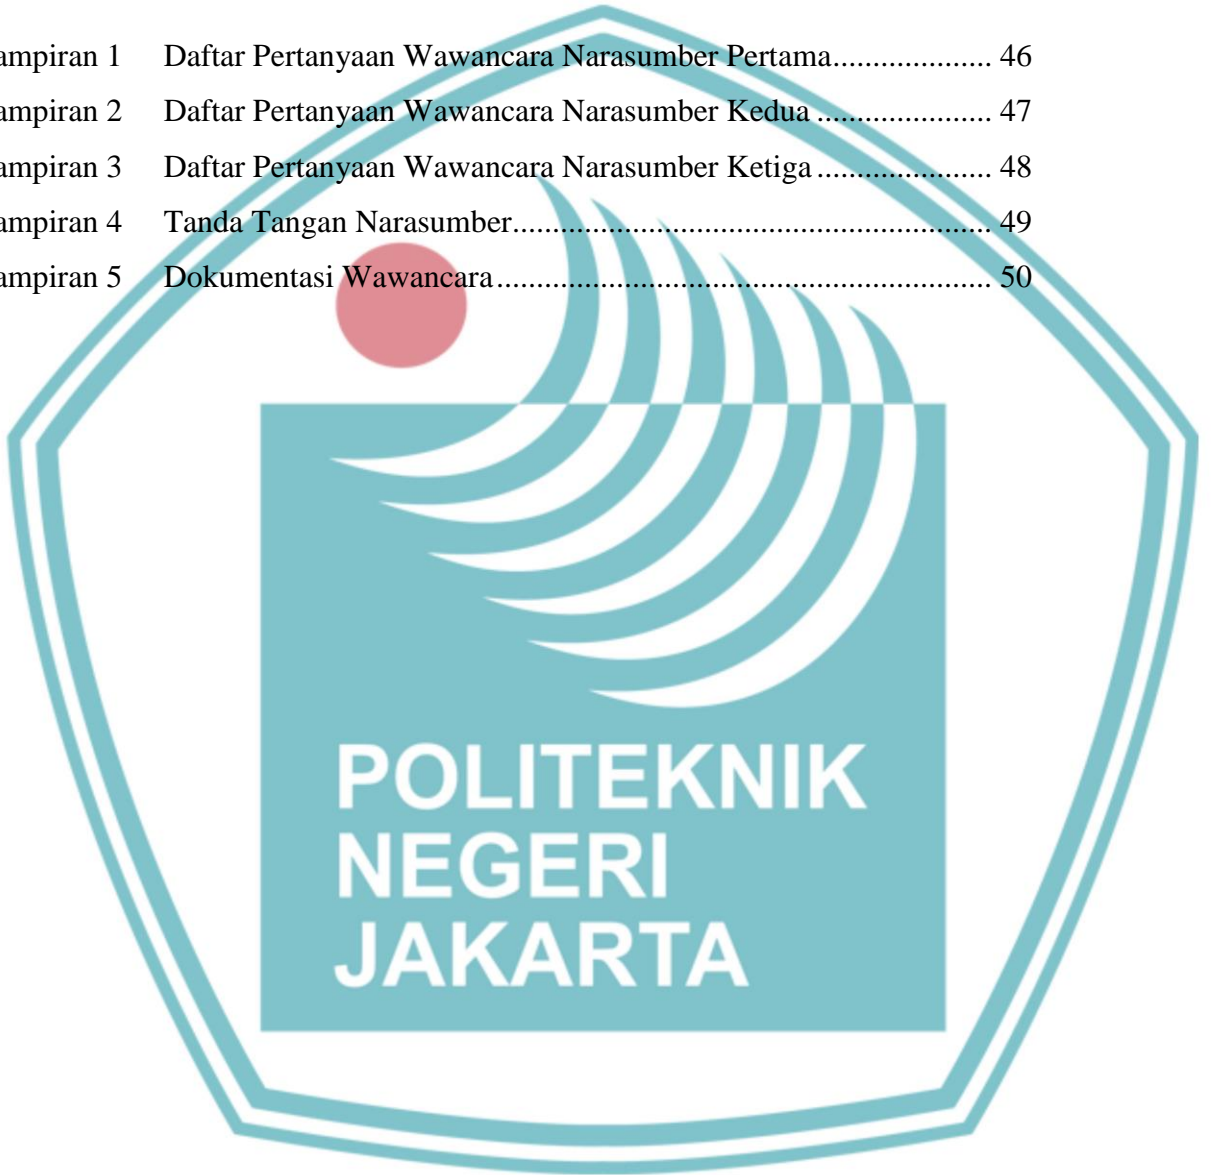 ampiran 1 Daftar Pertanyaan Wawancara Narasumber Pertama.................... 46
ampiran 2 Daftar Pertanyaan Wawancara Narasumber Kedua ...................... 47
ampiran 3 Daftar Pertanyaan Wawancara Narasumber Ketiga ...................... 48
ampiran 4 Tanda Tangan Narasumber............................................................ 49
ampiran 5 Dokumentasi Wawancara.............................................................. 50
POLITEKNIK
NEGERI
JAKARTA